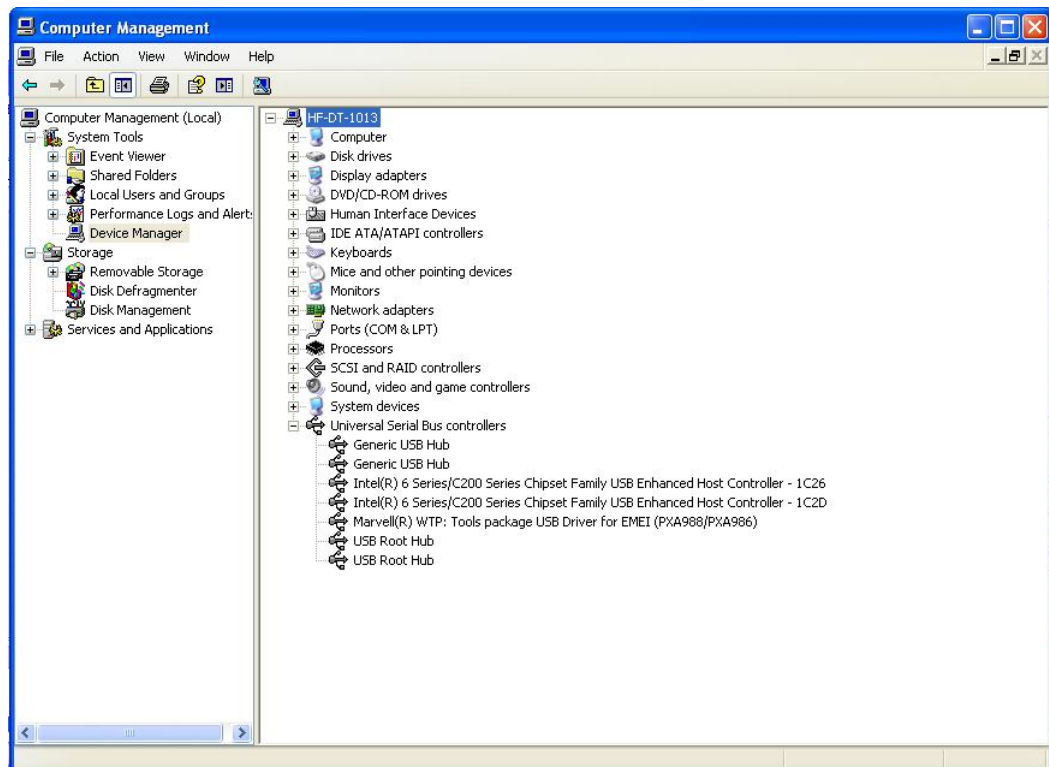 Computer Management
File Action View Window Help
Computer Management (Local)
System Tools
Event Viewer
Shared Folders
Local Users and Groups
Performance Logs and Alert:
Device Manager
Storage
Removable Storage
Disk Defragmenter
Disk Management
Services and Applications
HF-DT-1013
Computer
Disk drives
Display adapters
DVD/CD-ROM drives
Human Interface Devices
IDE ATA/ATAPI controllers
Keyboards
Mice and other pointing devices
Monitors
Network adapters
Ports (COM & LPT)
Processors
SCSI and RAID controllers
Sound, video and game controllers
System devices
Universal Serial Bus controllers
Generic USB Hub
Generic USB Hub
Intel(R) 6 Series/C200 Series Chipset Family USB Enhanced Host Controller - 1C26
Intel(R) 6 Series/C200 Series Chipset Family USB Enhanced Host Controller - 1C2D
Marvell(R) WTP: Tools package USB Driver for EMEI (PXA988/PXA986)
USB Root Hub
USB Root Hub